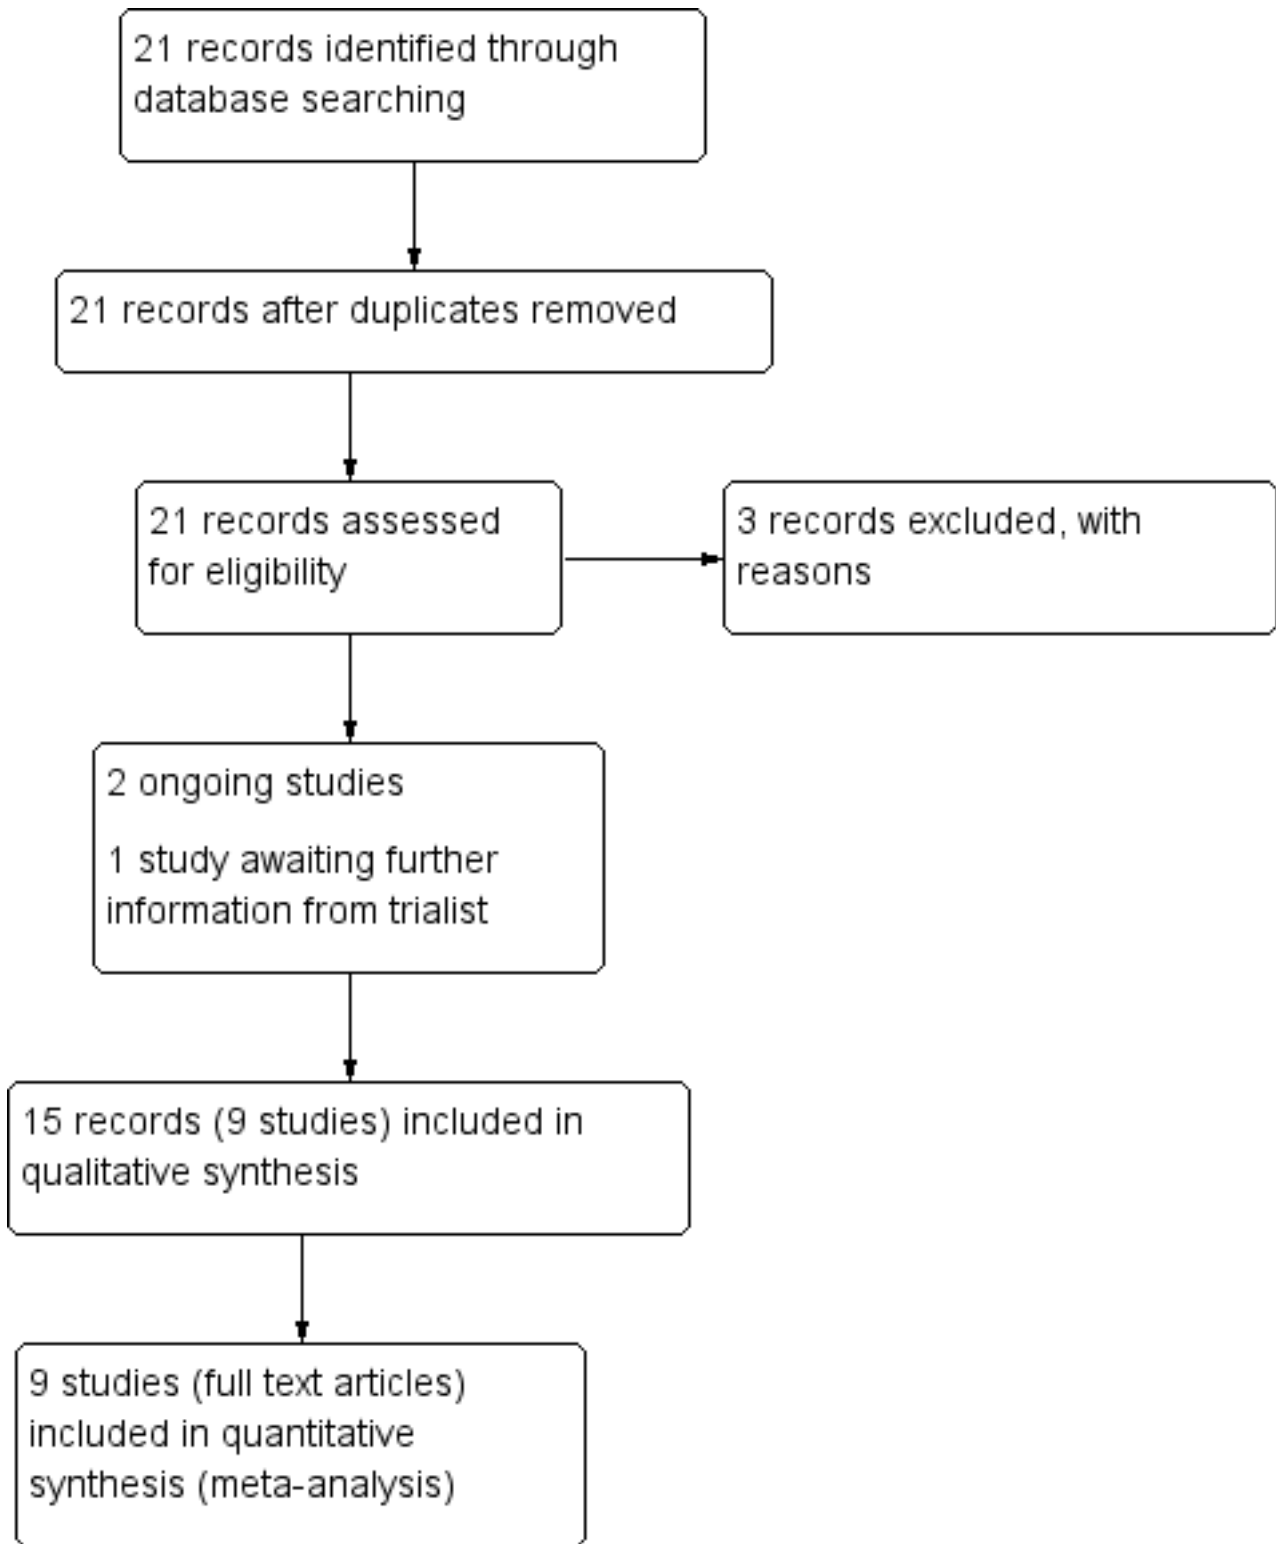 21 records identified through
database searching
21 records after duplicates removed
21 records assessed
for eligibility
3 records excluded, with
reasons
2 ongoing studies
1 study awaiting further
information from trialist
15 records (9 studies) included in
qualitative synthesis
9 studies (full text articles)
included in quantitative
synthesis (meta-analysis)